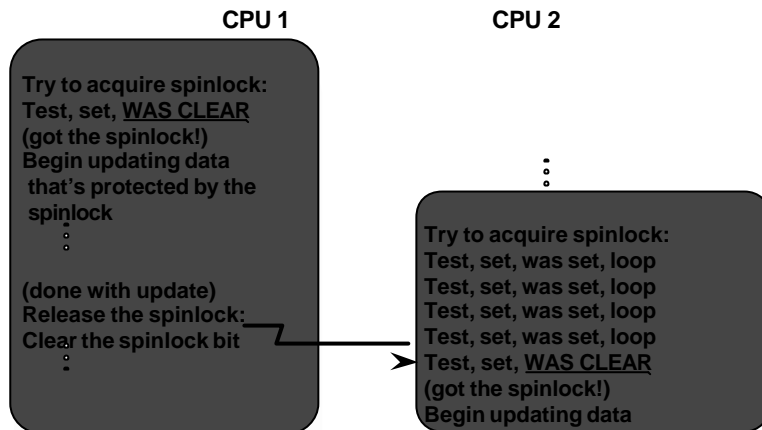 CPU 1
CPU 2
Try to acquire spinlock:
Test, set, WAS CLEAR
(got the spinlock!)
Begin updating data
that's protected by the
spinlock
(done with update)
Release the spinlock:
Clear the spinlock bit
Try to acquire spinlock:
Test, set, was set, loop
Test, set, was set, loop
Test, set, was set, loop
Test, set, was set, loop
Test, set, WAS CLEAR
(got the spinlock!)
Begin updating data